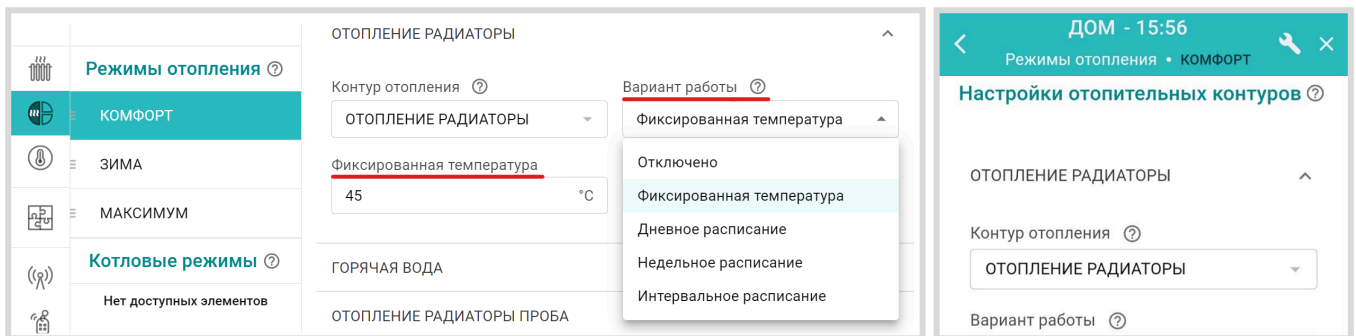 Режимы отопления
КОМФОРТ
ЗИМА
МАКСИМУМ
Котловые режимы
Нет доступных элементов
ОТОПЛЕНИЕ РАДИАТОРЫ
Контур отопления
Вариант работы
ОТОПЛЕНИЕ РАДИАТОРЫ
Фиксированная температура
Фиксированная температура
45 °C
Отключено
Фиксированная температура
Дневное расписание
Недельное расписание
Интервальное расписание
ГОРЯЧАЯ ВОДА
ОТОПЛЕНИЕ РАДИАТОРЫ ПРОБА
ДОМ - 15:56
Режимы отопления • КОМФОРТ
Настройки отопительных контуров
ОТОПЛЕНИЕ РАДИАТОРЫ
Контур отопления
ОТОПЛЕНИЕ РАДИАТОРЫ
Вариант работы